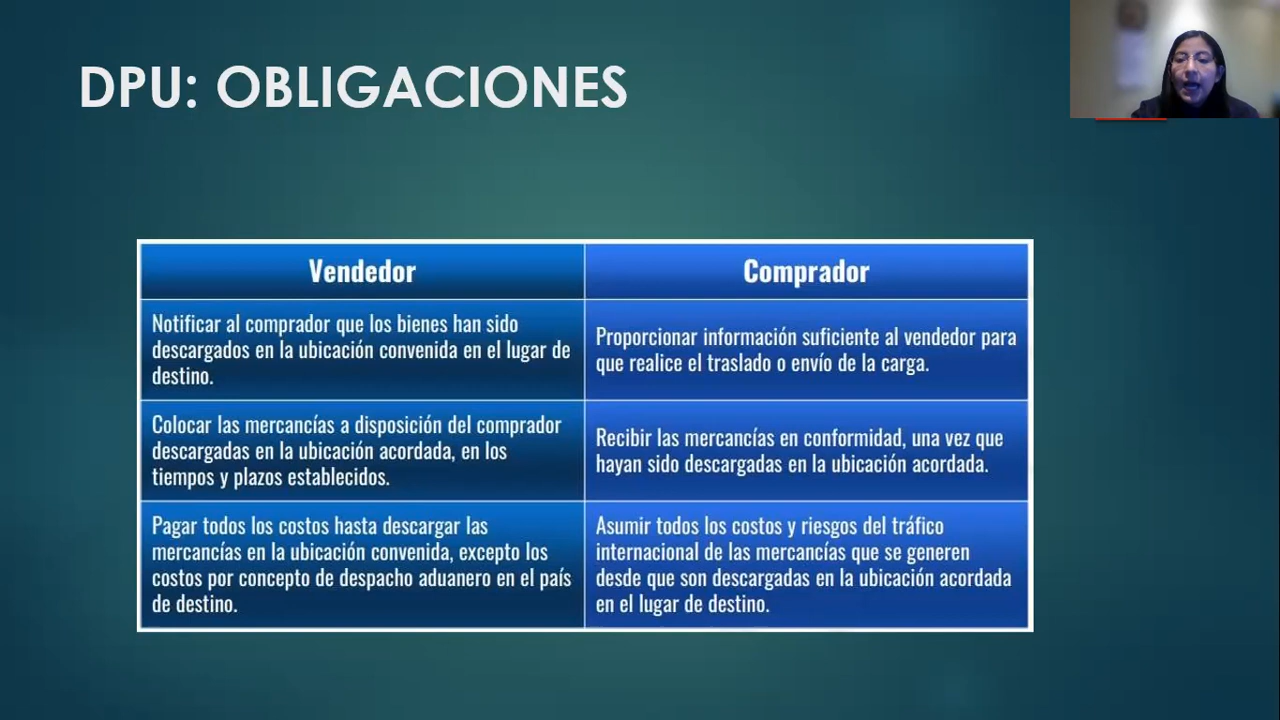 DPU: OBLIGACIONES
Vendedor
Comprador
Notificar al comprador que los bienes han sido
descargados en la ubicación convenida en el lugar de
destino.
Proporcionar información suficiente al vendedor para
que realice el traslado o envío de la carga.
Colocar las mercancías a disposición del comprador
descargadas en la ubicación acordada, en los
tiempos y plazos establecidos.
Recibir las mercancías en conformidad, una vez que
hayan sido descargadas en la ubicación acordada.
Pagar todos los costos hasta descargar las
mercancías en la ubicación convenida, excepto los
costos por concepto de despacho aduanero en el país
de destino.
Asumir todos los costos y riesgos del tráfico
internacional de las mercancías que se generen
desde que son descargadas en la ubicación acordada
en el lugar de destino.